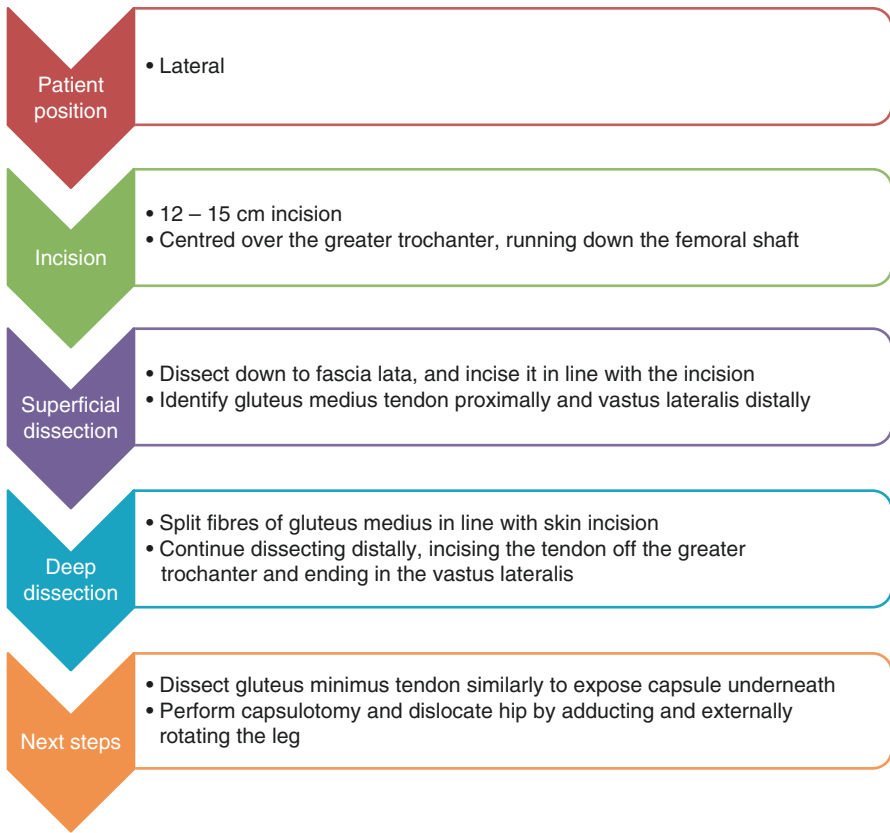 Patient
position
• Lateral
Incision
• 12 – 15 cm incision
• Centred over the greater trochanter, running down the femoral shaft
Superficial
dissection
• Dissect down to fascia lata, and incise it in line with the incision
• Identify gluteus medius tendon proximally and vastus lateralis distally
Deep
dissection
• Split fibres of gluteus medius in line with skin incision
• Continue dissecting distally, incising the tendon off the greater
trochanter and ending in the vastus lateralis
Next steps
• Dissect gluteus minimus tendon similarly to expose capsule underneath
• Perform capsulotomy and dislocate hip by adducting and externally
rotating the leg